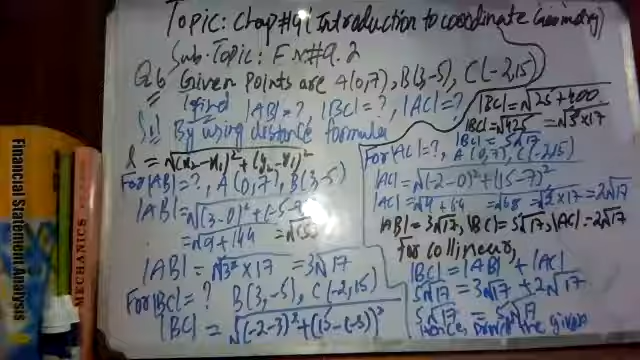 Topic: Chap#9: Introduction to coordinate Geometry
Sub-Topic: Ex#9.2
Q6 Given Points are A(0,7), B(3,-5), C(-2,15)
find |AB|=?, |BC|=?, |AC|=?
Sol By using distance formula
d = √(x₂-x₁)²+(y₂-y₁)²
For |AB|=?, A(0,7), B(3,-5)
|AB|=√(3-0)²+(-5-7)²
=√9+144 =√153
|AB| = √3²×17 = 3√17
For |BC|=? B(3,-5), C(-2,15)
|BC| = √(-2-3)²+(15-(-5))²
|BC|=√25+400
|BC|=√425 =√5²×17
|BC| = 5√17
For |AC|=?, A(0,7), C(-2,15)
|AC|=√(-2-0)²+(15-7)²
|AC|=√4+64 =√68 =√2²×17=2√17
|AB|=3√17, |BC|=5√17, |AC|=2√17
For collinear,
|BC|=|AB|+|AC|
5√17=3√17+2√17
5√17 = 5√17
Hence, the given
Financial Statement Analysis
MECHANICS